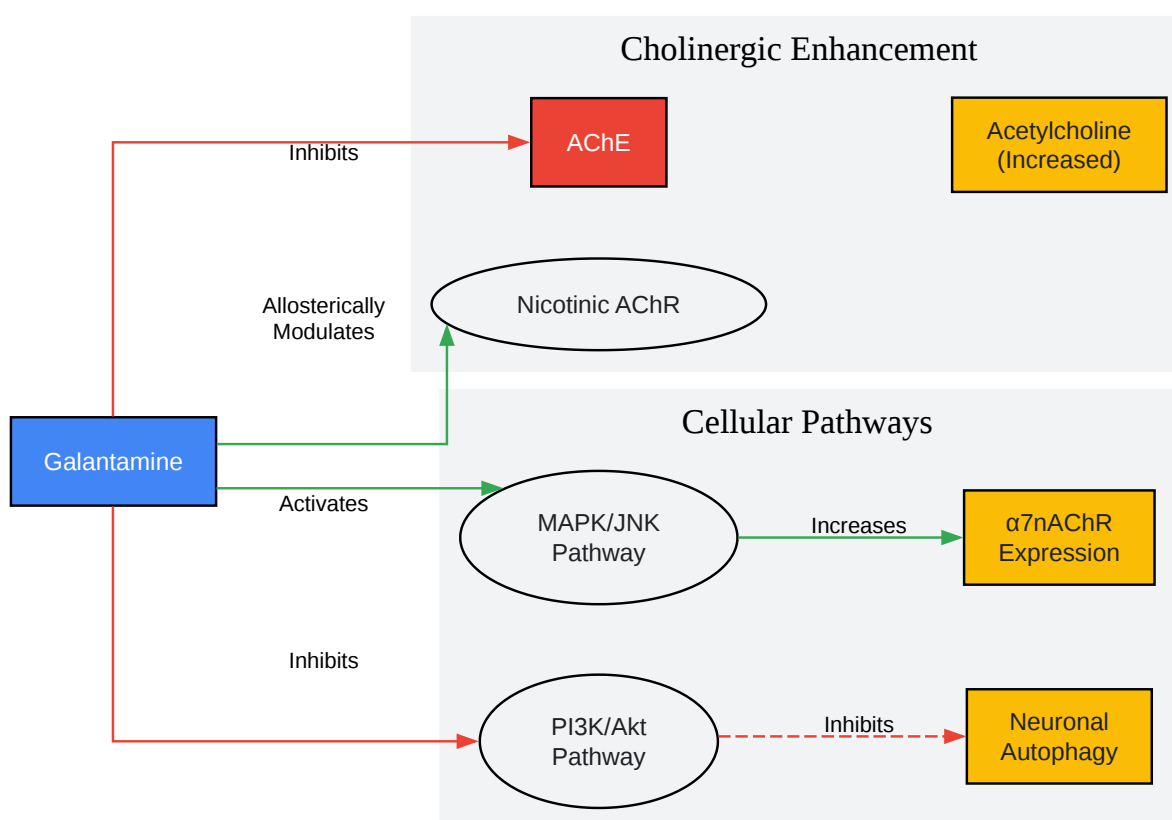 Cholinergic Enhancement
AChE
Acetylcholine
(Increased)
Inhibits
Nicotinic AChR
Allosterically
Modulates
Cellular Pathways
Galantamine
Activates
MAPK/JNK
Pathway
Increases
α7nAChR
Expression
Inhibits
PI3K/Akt
Pathway
Inhibits
Neuronal
Autophagy